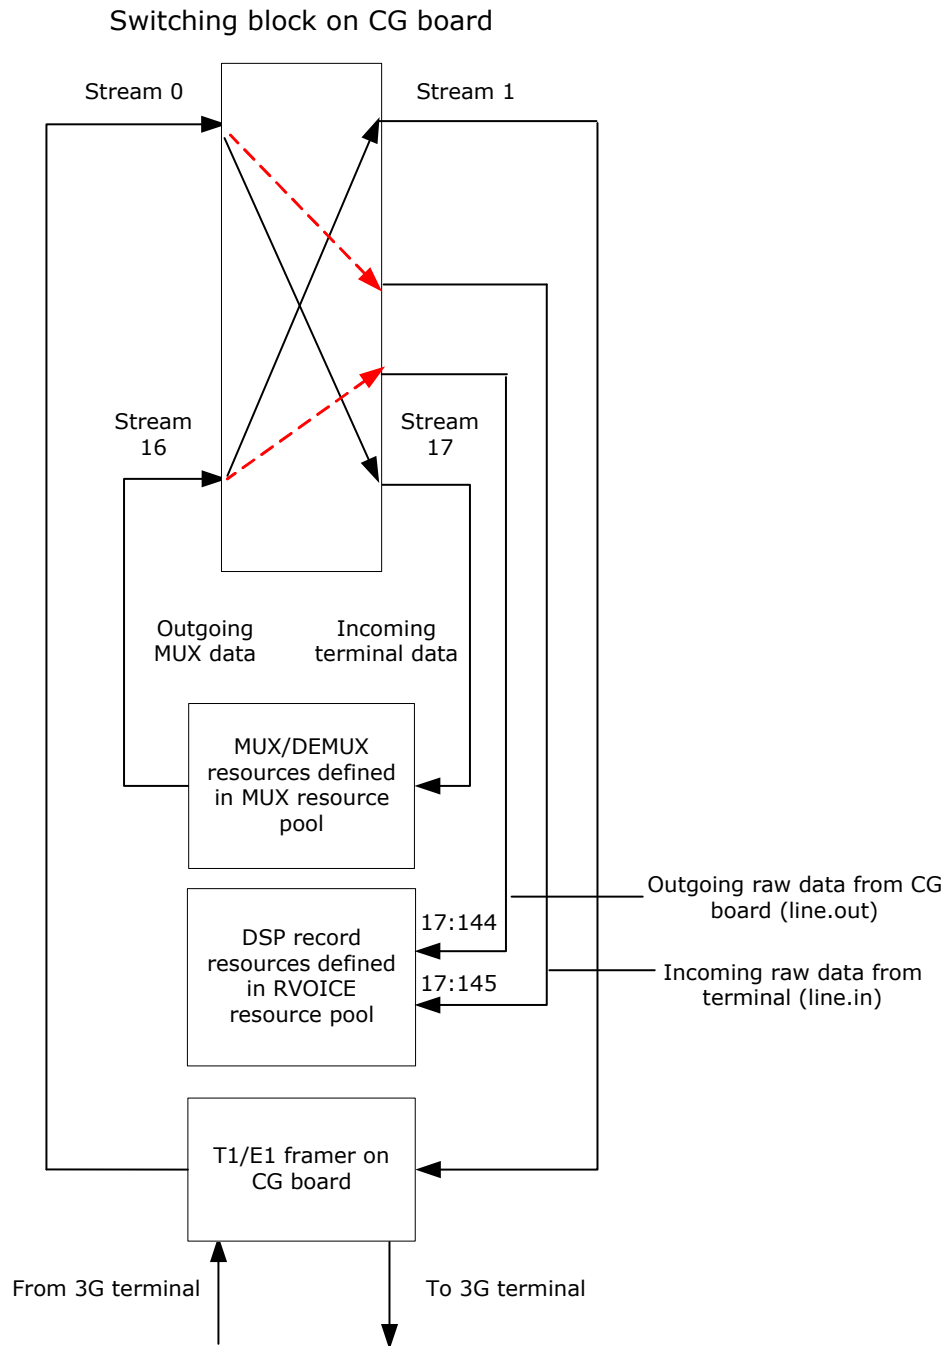 Switching block on CG board
Stream 0
Stream 1
Stream
16
Stream
17
Outgoing
MUX data
Incoming
terminal data
MUX/DEMUX
resources defined
in MUX resource
pool
Outgoing raw data from CG
board (line.out)
DSP record
resources defined
in RVOICE
resource pool
17:144
17:145
Incoming raw data from
terminal (line.in)
T1/E1 framer on
CG board
From 3G terminal
To 3G terminal